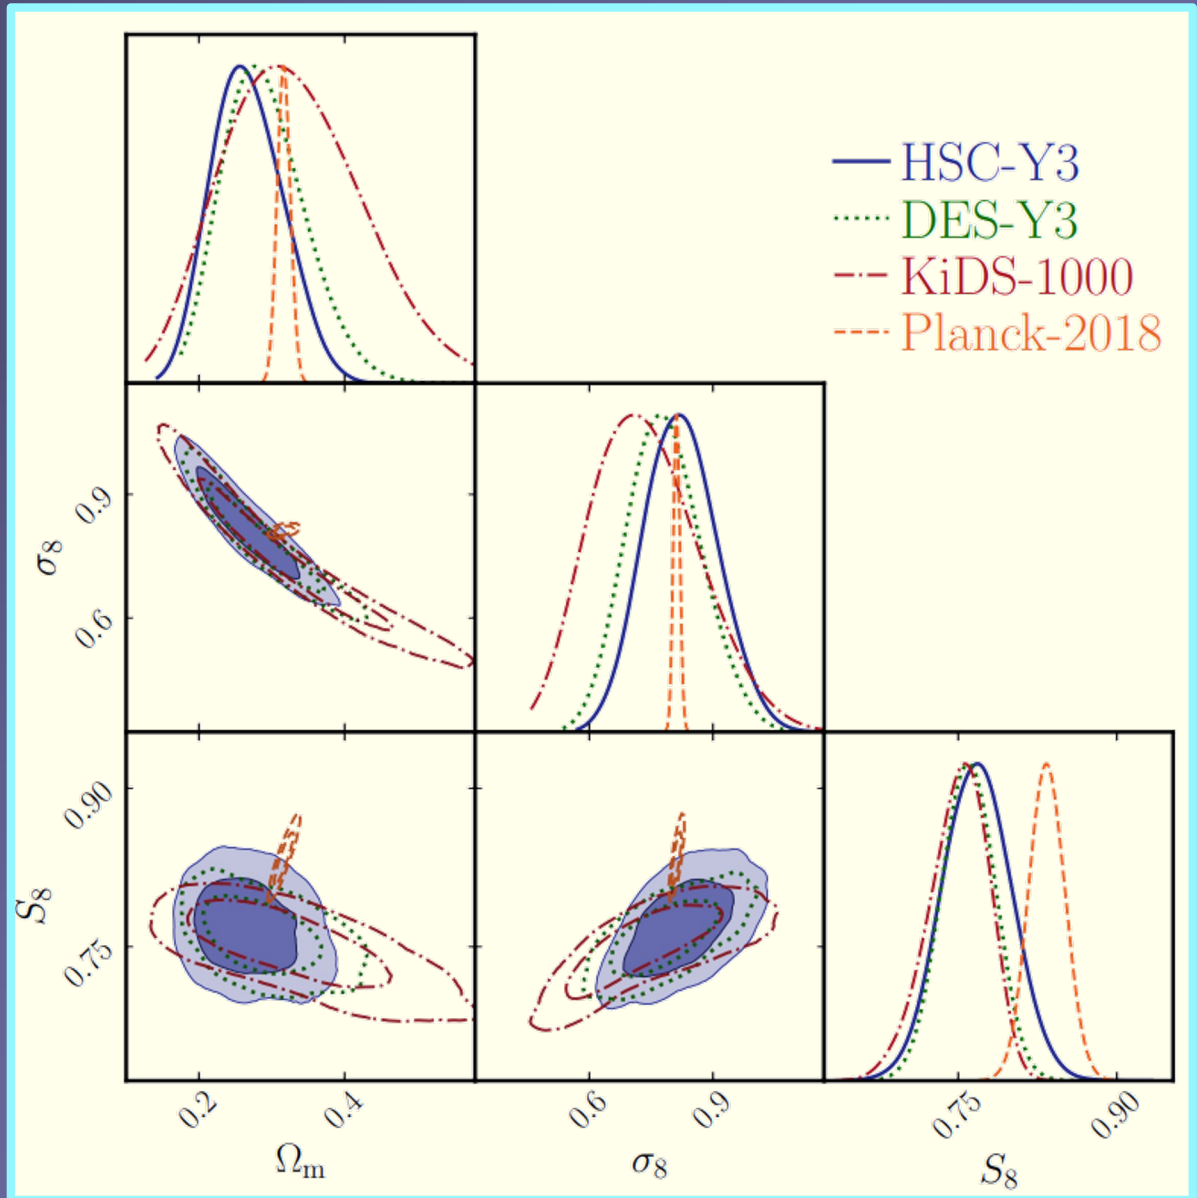 HSC-Y3
DES-Y3
KiDS-1000
Planck-2018
0.9
0.6
σ₈
0.90
0.75
S₈
0.2 0.4 0.6 0.9 0.75 0.90
Ωₘ σ₈ S₈